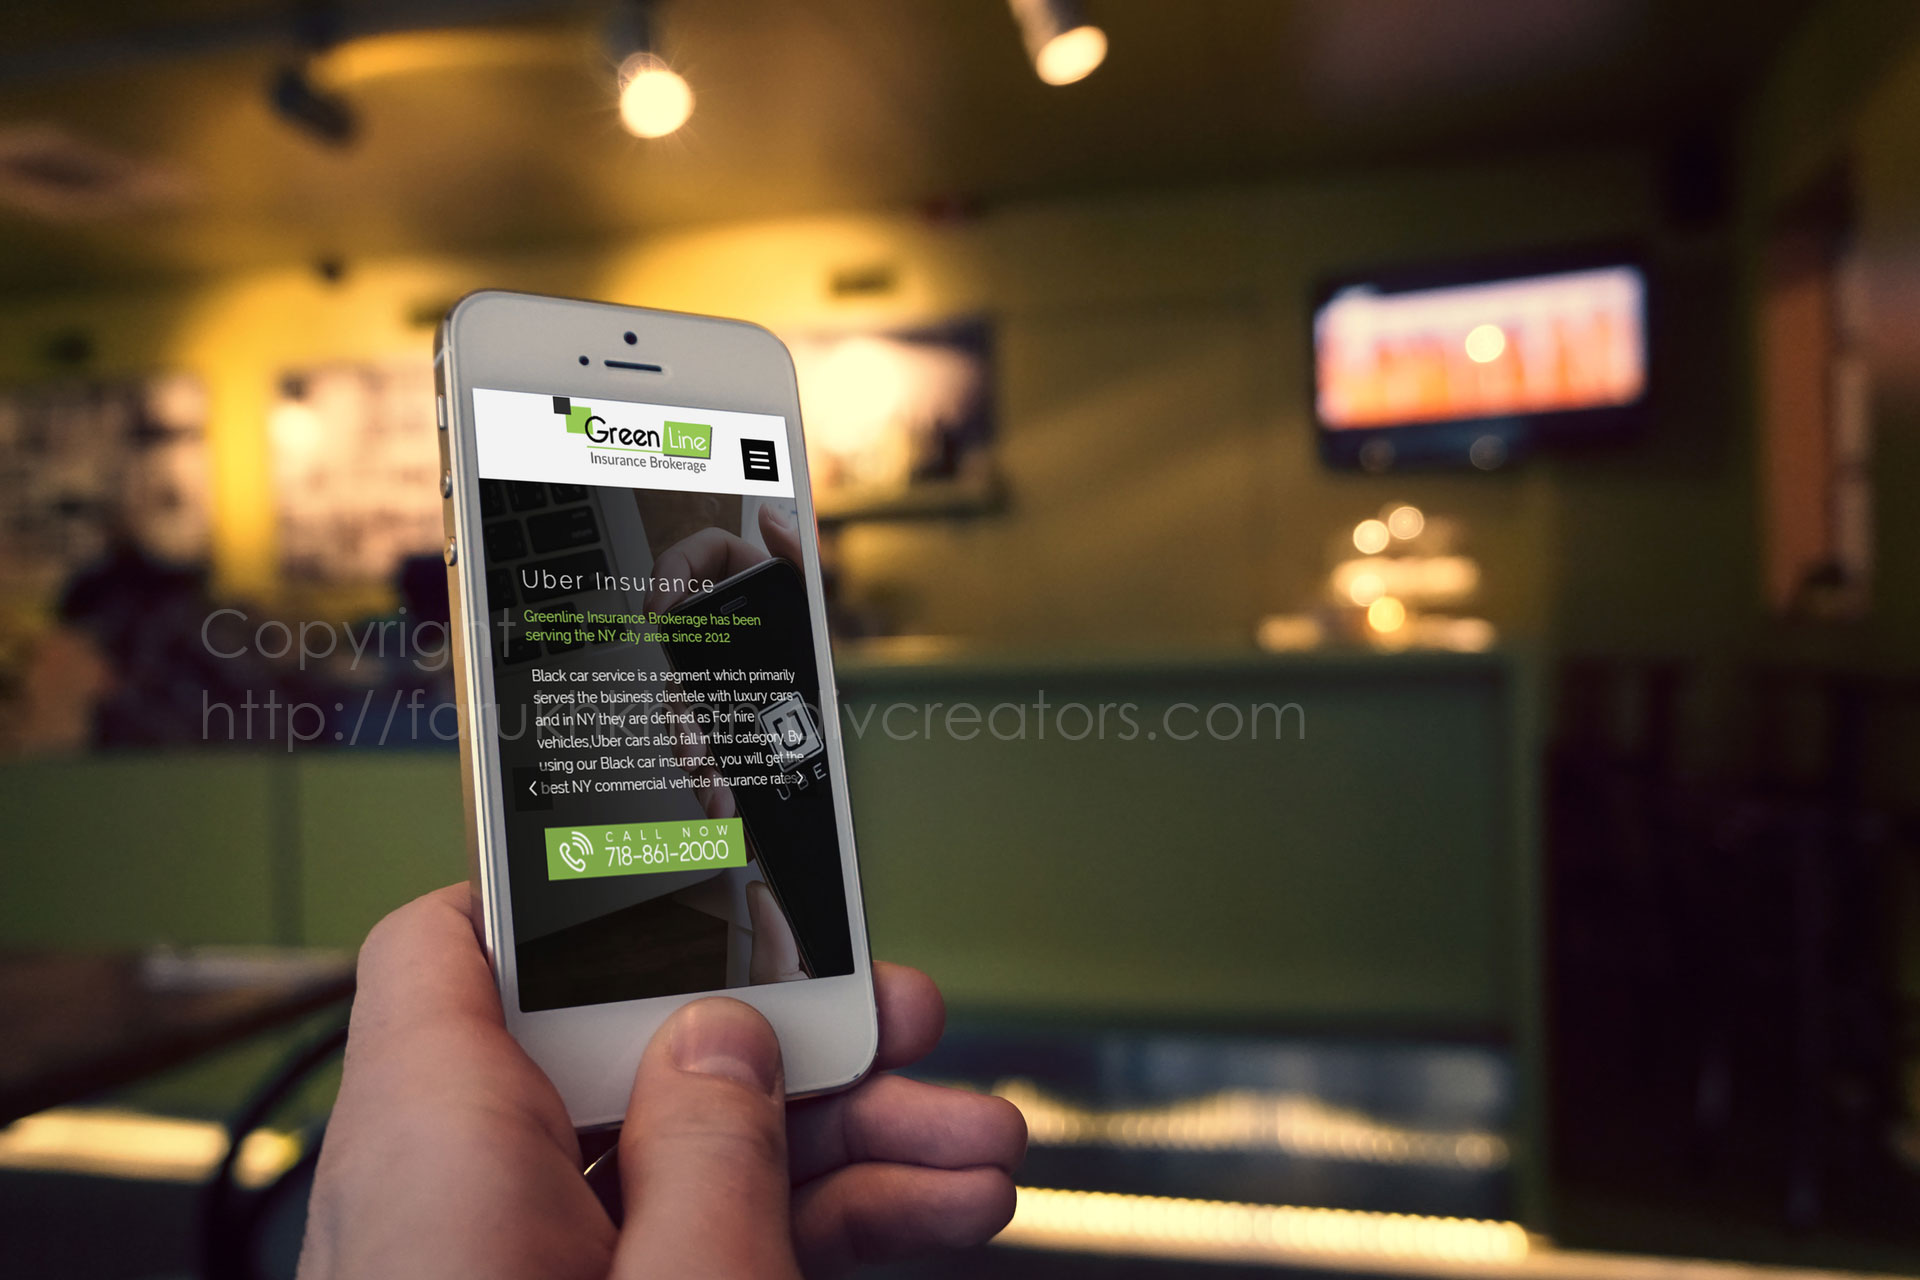 Green Line
Insurance Brokerage
Uber Insurance
Greenline Insurance Brokerage has been
serving the NY city area since 2012
Black car service is a segment which primarily
serves the business clientele with luxury cars
and in NY they are defined as For hire
vehicles,Uber cars also fall in this category. By
using our Black car insurance, you will get the
best NY commercial vehicle insurance rates
UBE
CALL NOW
718-861-2000
Copyright